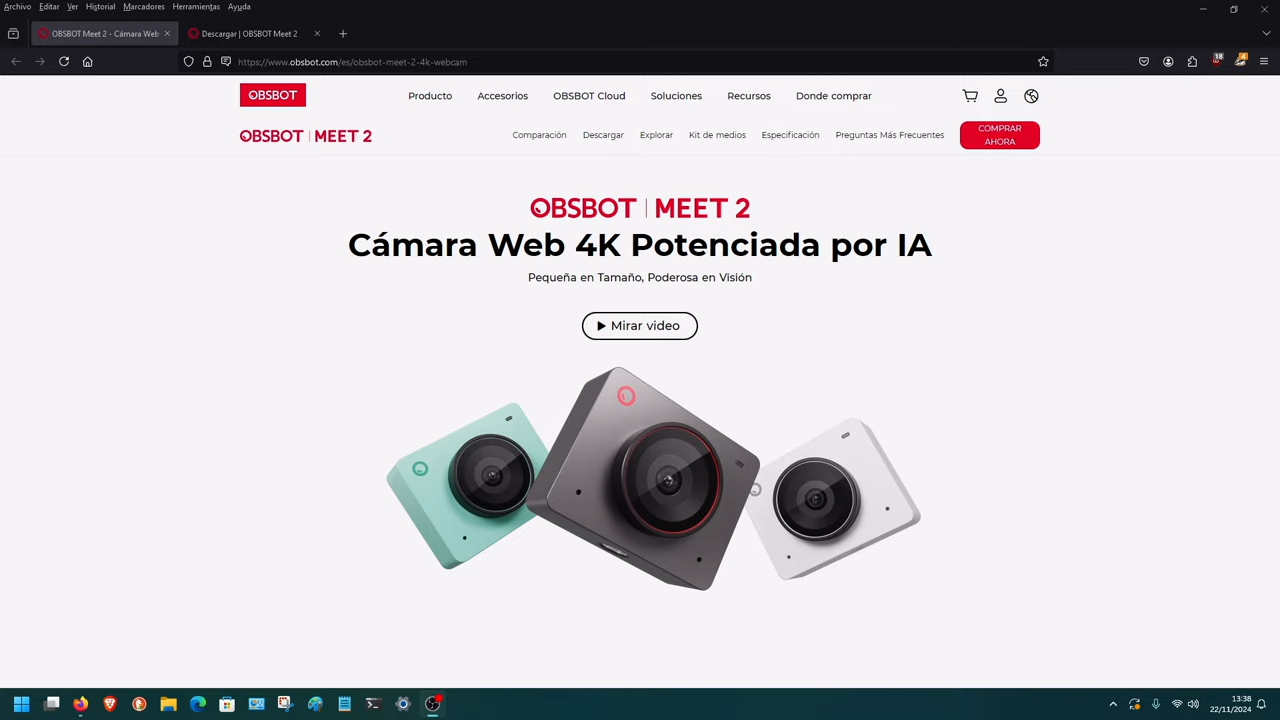 Archivo Editar Ver Historial Marcadores Herramientas Ayuda
OBSBOT Meet 2 - Cámara Web
Descargar | OBSBOT Meet 2
https://www.obsbot.com/es/obsbot-meet-2-4k-webcam
18
4
OBSBOT
Producto Accesorios OBSBOT Cloud Soluciones Recursos Donde comprar
OBSBOT | MEET 2
Comparación Descargar Explorar Kit de medios Especificación Preguntas Más Frecuentes
COMPRAR
AHORA
OBSBOT | MEET 2
Cámara Web 4K Potenciada por IA
Pequeña en Tamaño, Poderosa en Visión
Mirar video
13:38
22/11/2024